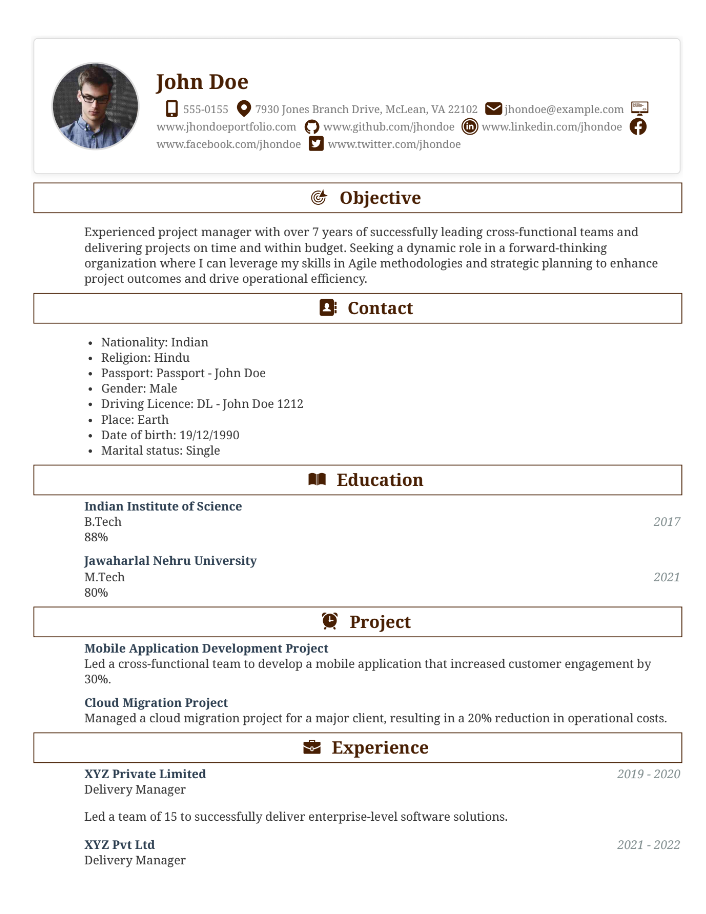 John Doe
555-0155 7930 Jones Branch Drive, McLean, VA 22102 jhondoe@example.com
www.jhondoeportfolio.com www.github.com/jhondoe www.linkedin.com/jhondoe
www.facebook.com/jhondoe www.twitter.com/jhondoe
Objective
Experienced project manager with over 7 years of successfully leading cross-functional teams and
delivering projects on time and within budget. Seeking a dynamic role in a forward-thinking
organization where I can leverage my skills in Agile methodologies and strategic planning to enhance
project outcomes and drive operational efficiency.
Contact
• Nationality: Indian
• Religion: Hindu
• Passport: Passport - John Doe
• Gender: Male
• Driving Licence: DL - John Doe 1212
• Place: Earth
• Date of birth: 19/12/1990
• Marital status: Single
Education
Indian Institute of Science
B.Tech 2017
88%
Jawaharlal Nehru University
M.Tech 2021
80%
Project
Mobile Application Development Project
Led a cross-functional team to develop a mobile application that increased customer engagement by
30%.
Cloud Migration Project
Managed a cloud migration project for a major client, resulting in a 20% reduction in operational costs.
Experience
XYZ Private Limited 2019 - 2020
Delivery Manager
Led a team of 15 to successfully deliver enterprise-level software solutions.
XYZ Pvt Ltd 2021 - 2022
Delivery Manager